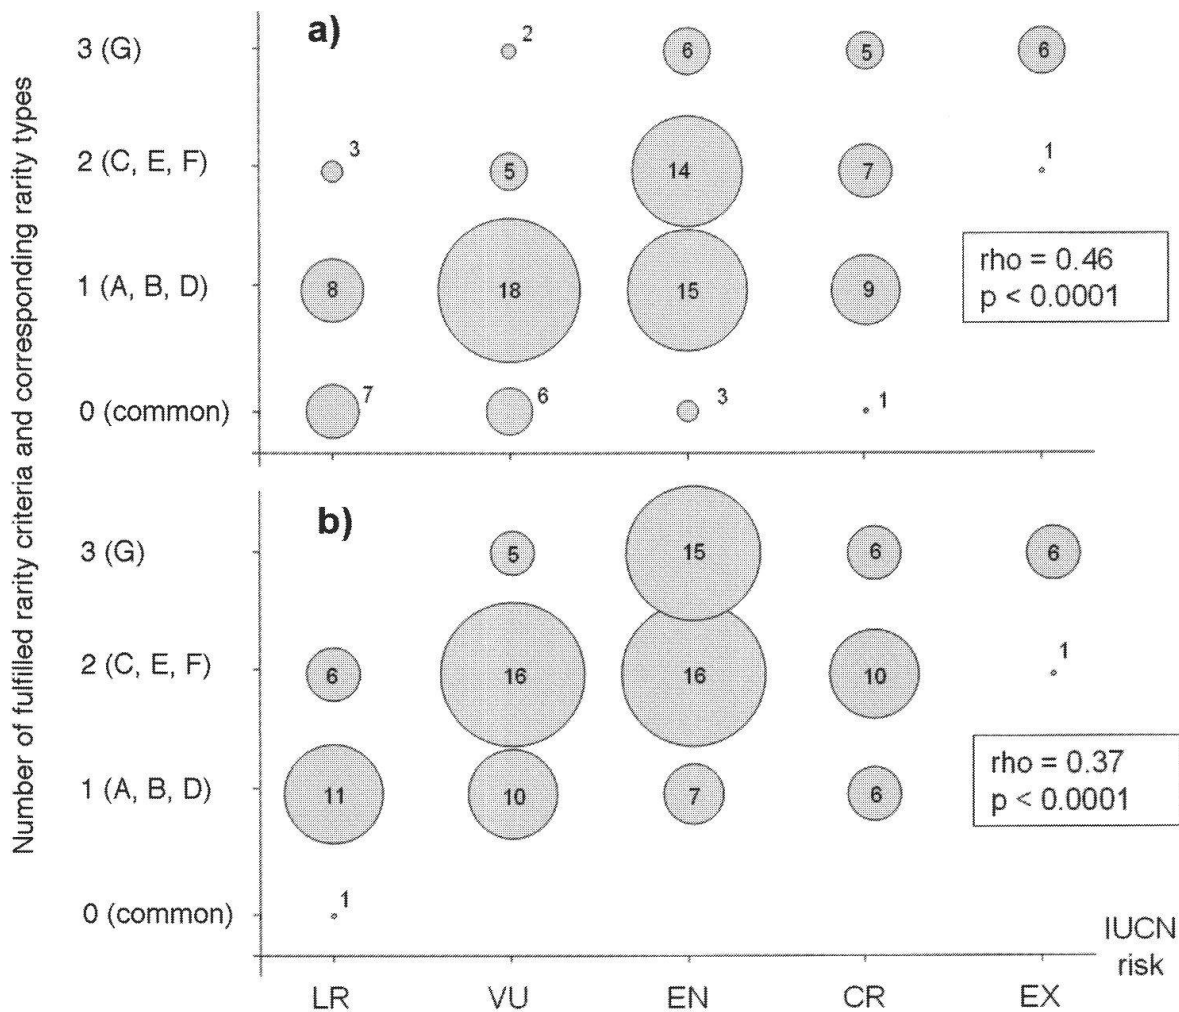 Number of fulfilled rarity criteria and corresponding rarity types
a)
3 (G)
2
6
5
6
2 (C, E, F)
3
5
14
7
1
1 (A, B, D)
8
18
15
9
rho = 0.46
p < 0.0001
0 (common)
7
6
3
1
b)
3 (G)
5
15
6
6
2 (C, E, F)
6
16
16
10
1
1 (A, B, D)
11
10
7
6
rho = 0.37
p < 0.0001
0 (common)
1
IUCN
risk
LR
VU
EN
CR
EX